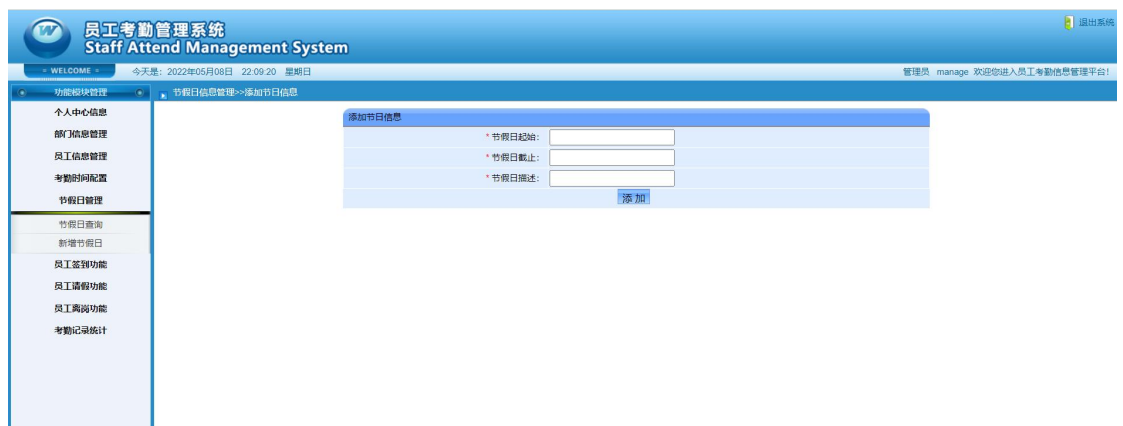 员工考勤管理系统
Staff Attend Management System
退出系统
WELCOME
今天是: 2022年05月08日 22:09:20 星期日
管理员 manage 欢迎您进入员工考勤信息管理平台!
功能模块管理
节假日信息管理>>添加节日信息
个人中心信息
部门信息管理
员工信息管理
考勤时间配置
节假日管理
节假日查询
新增节假日
员工签到功能
员工请假功能
员工离岗功能
考勤记录统计
添加节日信息
* 节假日起始:
* 节假日截止:
* 节假日描述:
添 加